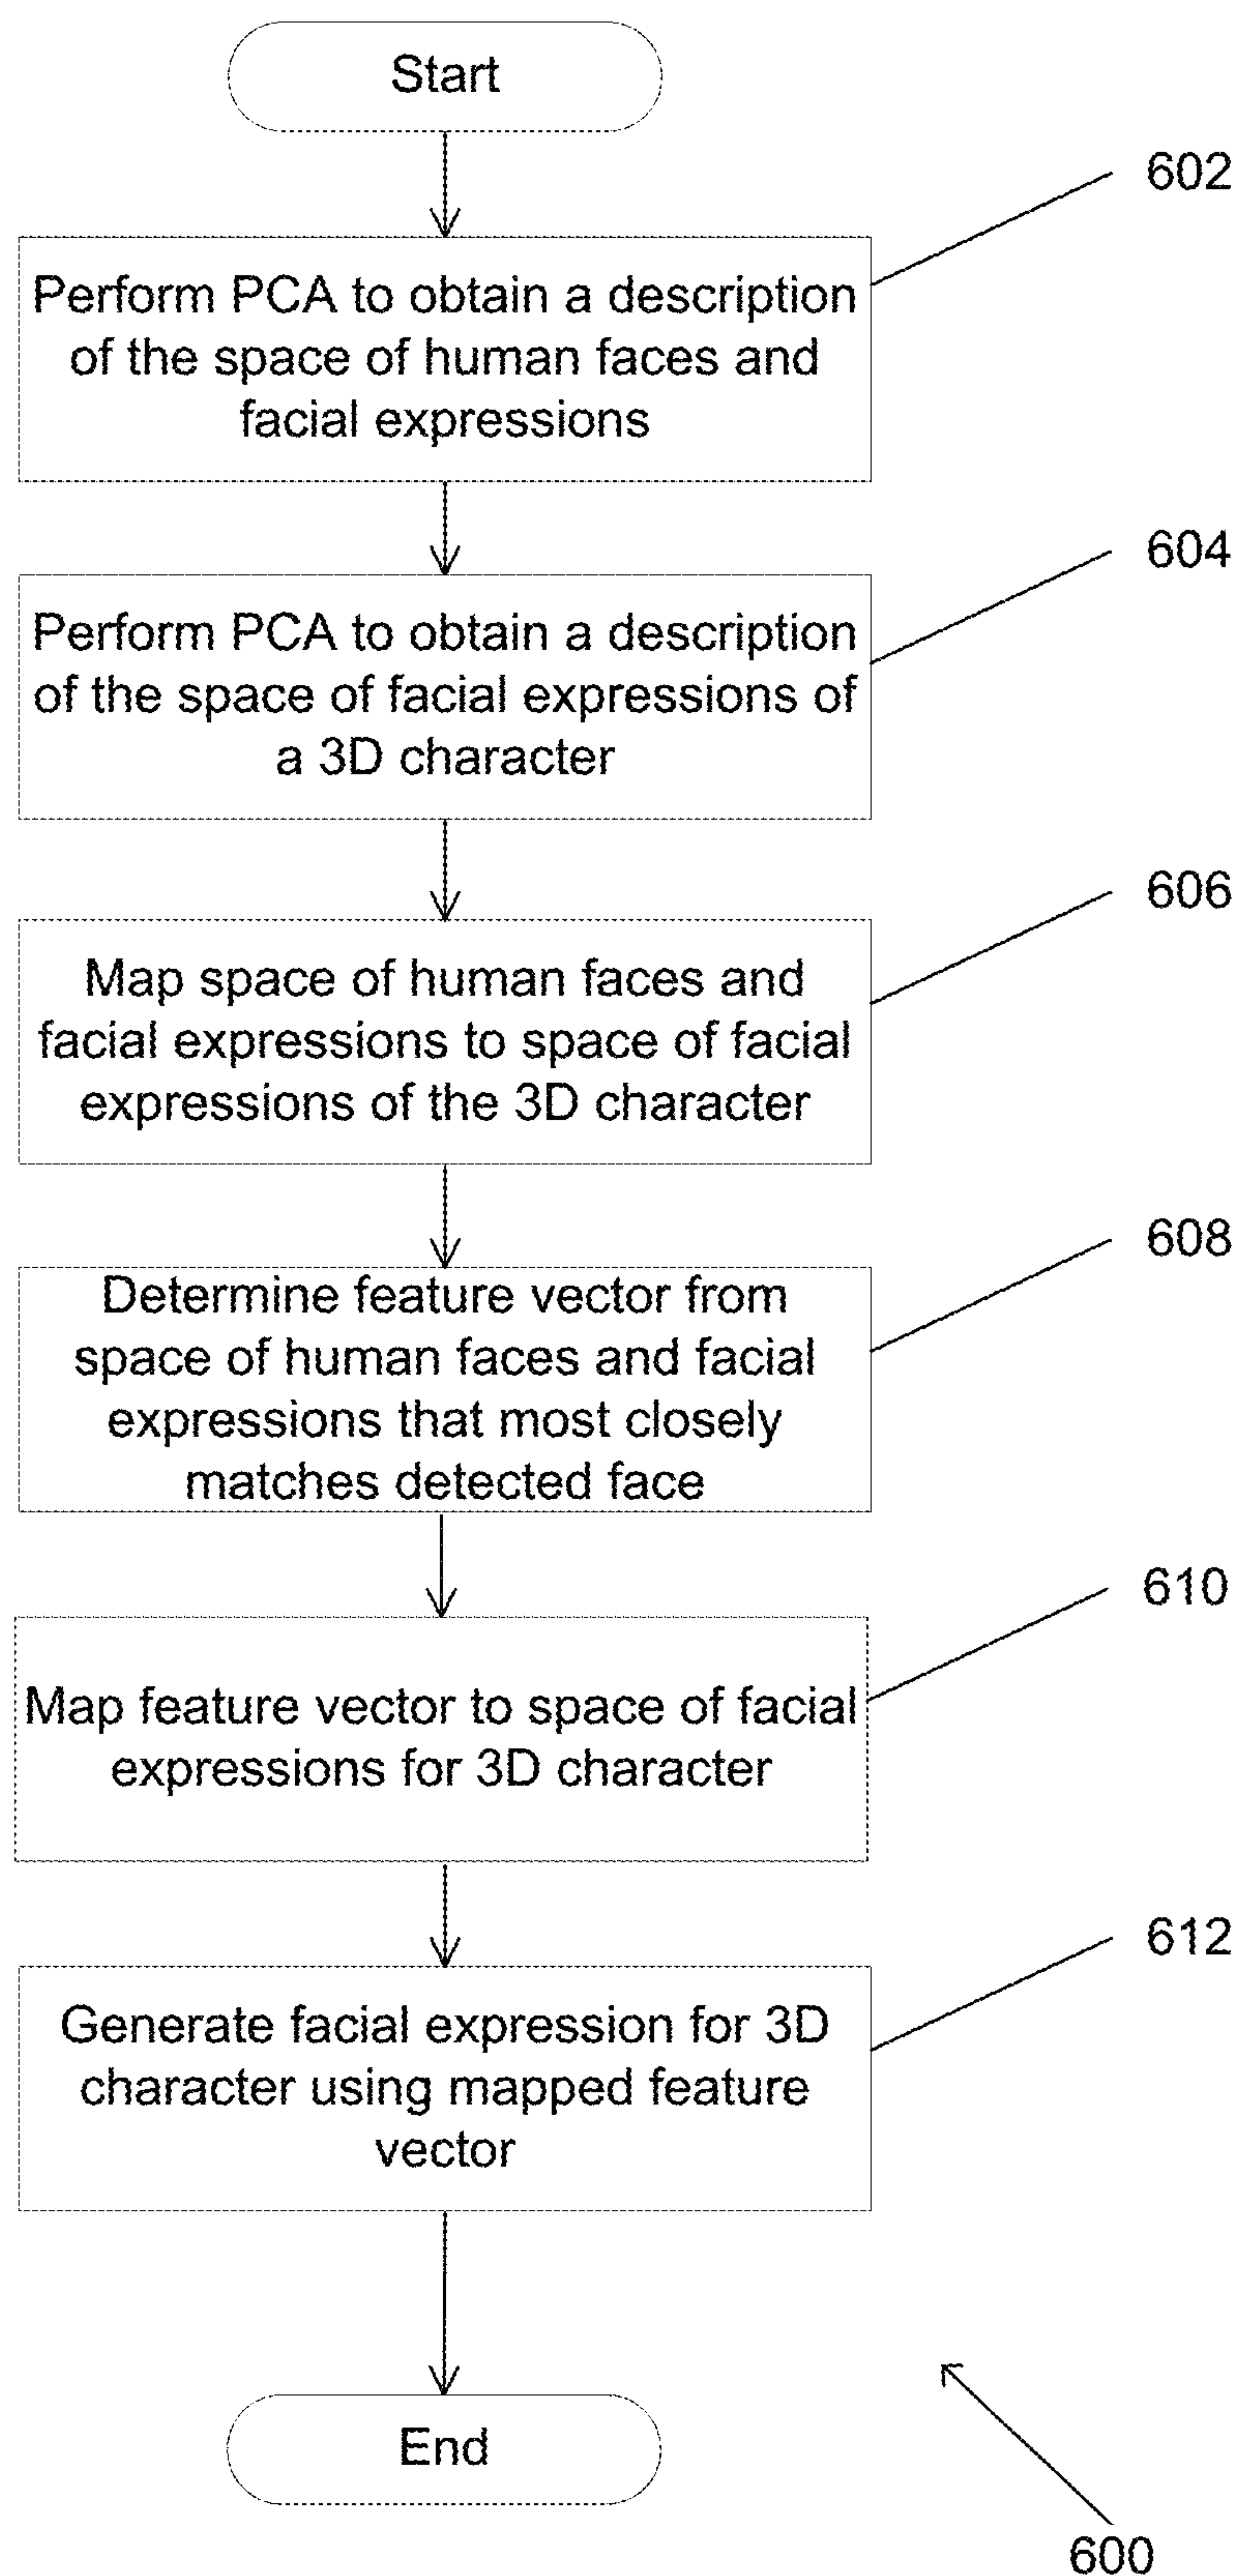 Start
602
Perform PCA to obtain a description
of the space of human faces and
facial expressions
604
Perform PCA to obtain a description
of the space of facial expressions of
a 3D character
606
Map space of human faces and
facial expressions to space of facial
expressions of the 3D character
608
Determine feature vector from
space of human faces and facial
expressions that most closely
matches detected face
610
Map feature vector to space of facial
expressions for 3D character
612
Generate facial expression for 3D
character using mapped feature
vector
End
600